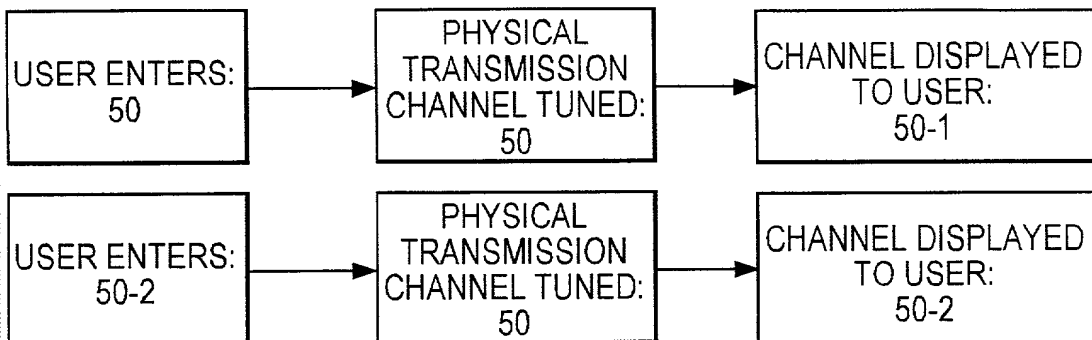 USER ENTERS:
50
PHYSICAL
TRANSMISSION
CHANNEL TUNED:
50
CHANNEL DISPLAYED
TO USER:
50-1
USER ENTERS:
50-2
PHYSICAL
TRANSMISSION
CHANNEL TUNED:
50
CHANNEL DISPLAYED
TO USER:
50-2